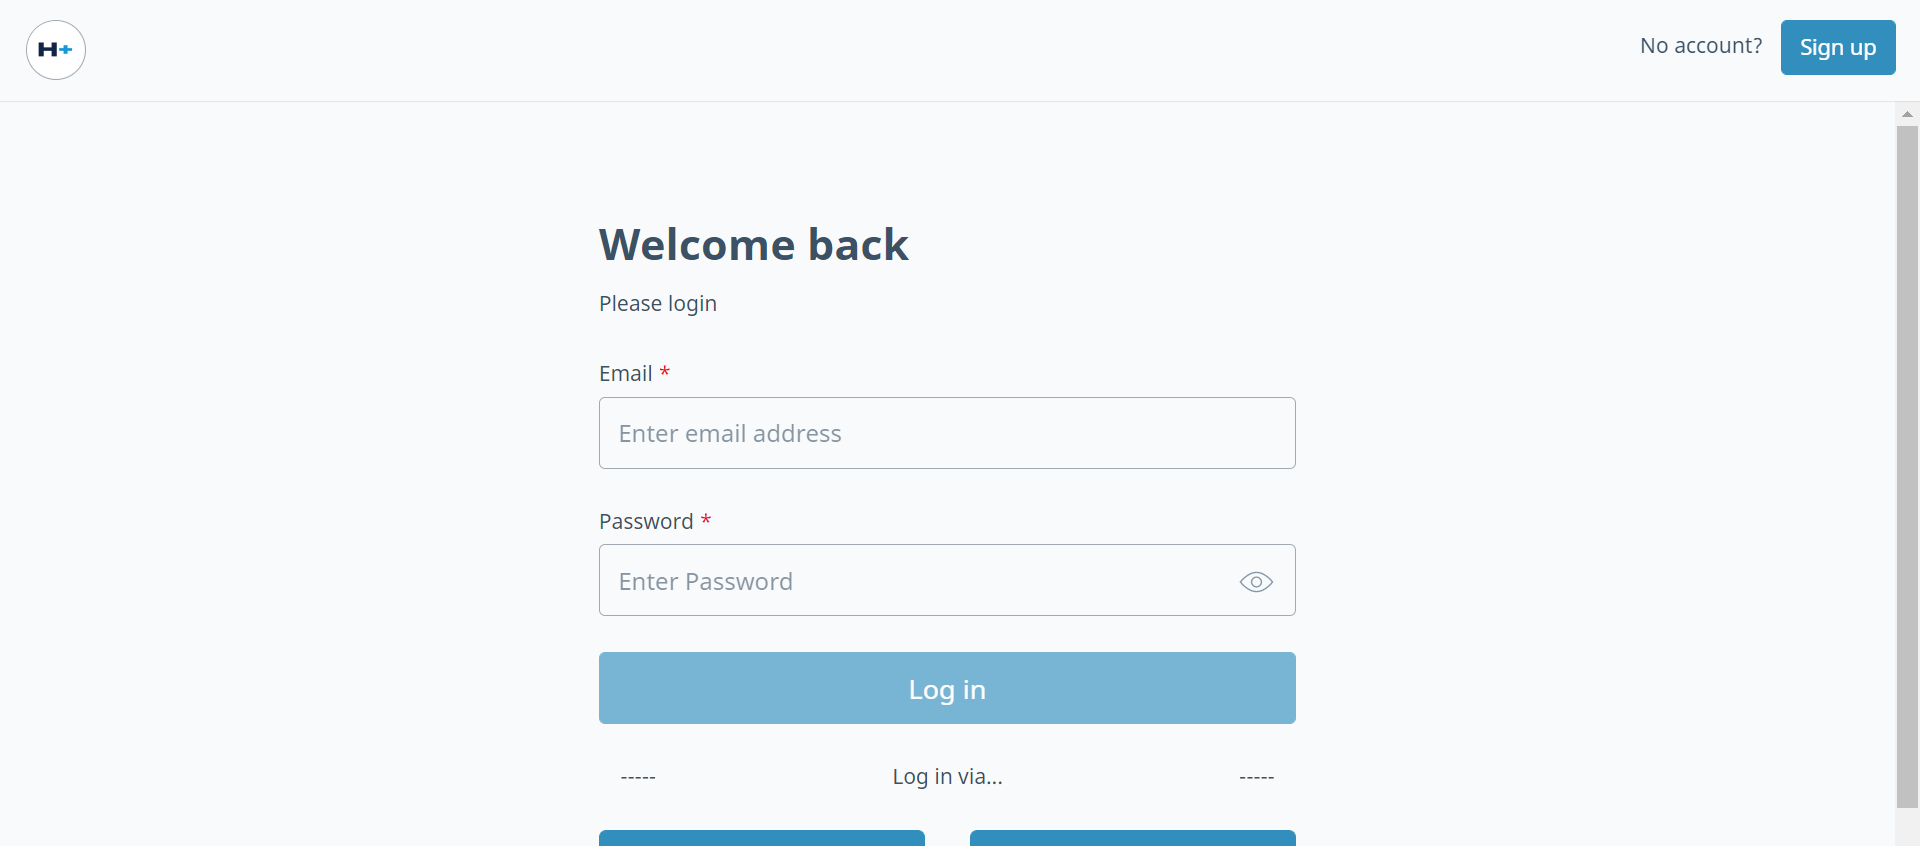 H+
No account?
Sign up
Welcome back
Please login
Email *
Enter email address
Password *
Enter Password
Log in
----- Log in via... -----